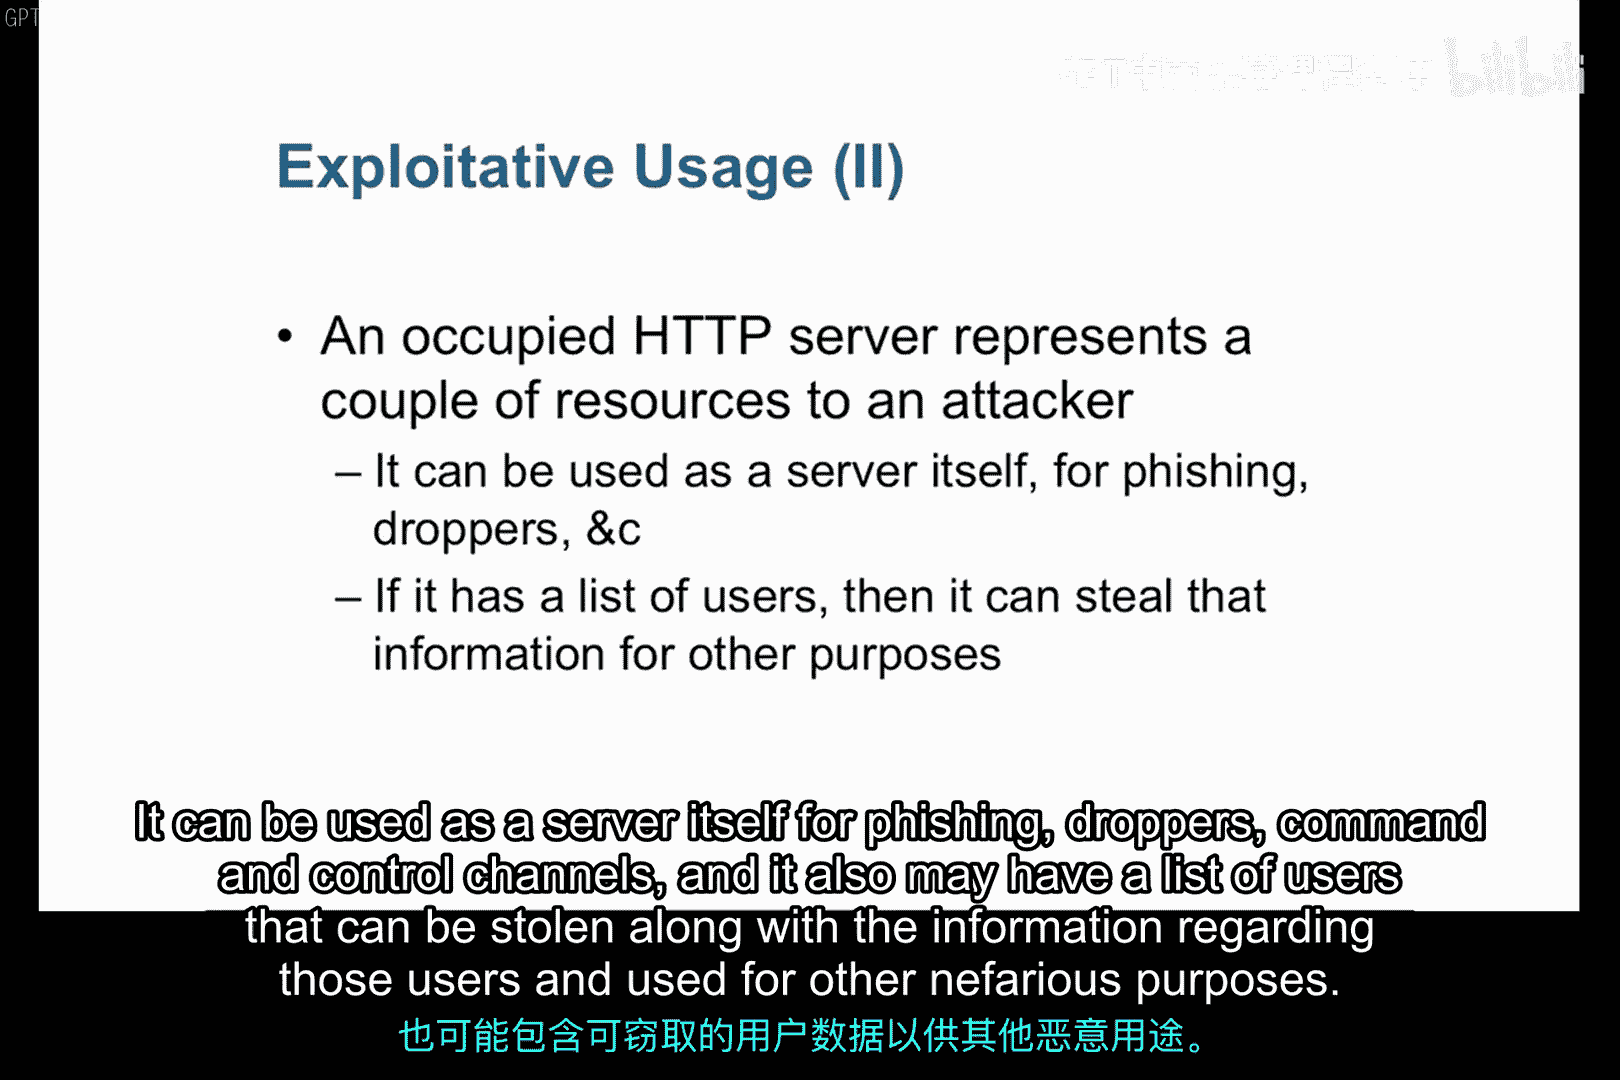 GPT
bilibili
Exploitative Usage (II)
• An occupied HTTP server represents a
couple of resources to an attacker
– It can be used as a server itself, for phishing,
droppers, &c
– If it has a list of users, then it can steal that
information for other purposes
It can be used as a server itself for phishing, droppers, command
and control channels, and it also may have a list of users
that can be stolen along with the information regarding
those users and used for other nefarious purposes.
也可能包含可窃取的用户数据以供其他恶意用途。